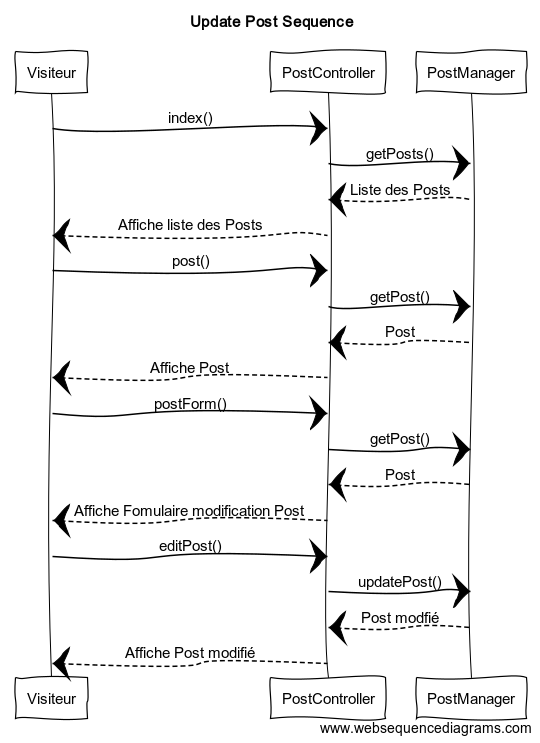 Update Post Sequence
Visiteur
PostController
PostManager
index()
getPosts()
Liste des Posts
Affiche liste des Posts
post()
getPost()
Post
Affiche Post
postForm()
getPost()
Post
Affiche Fomulaire modification Post
editPost()
updatePost()
Post modfié
Affiche Post modifié
Visiteur
PostController
PostManager
www.websequencediagrams.com